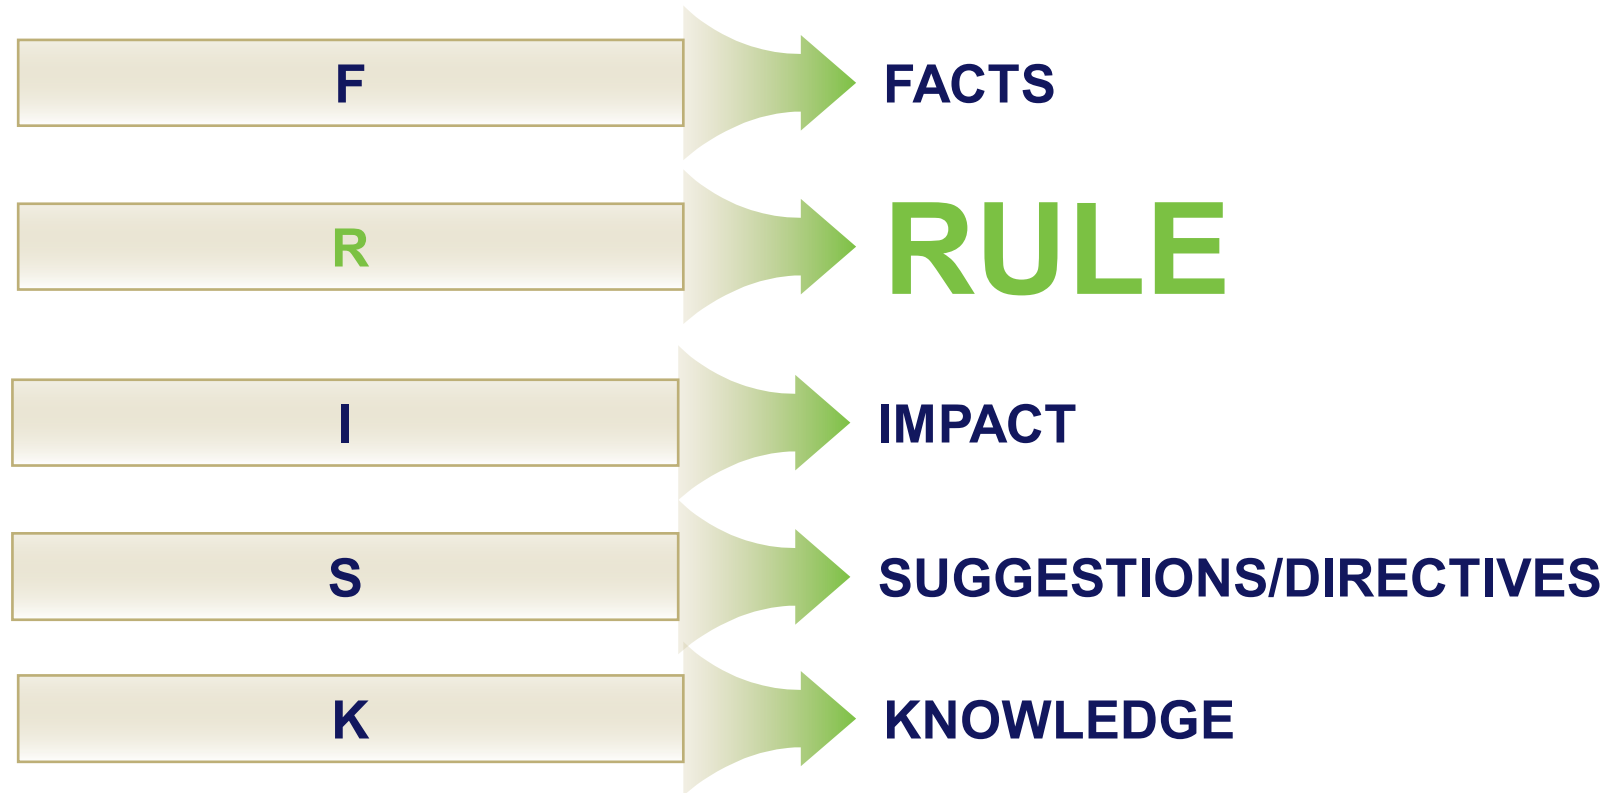 F FACTS
R RULE
I IMPACT
S SUGGESTIONS/DIRECTIVES
K KNOWLEDGE